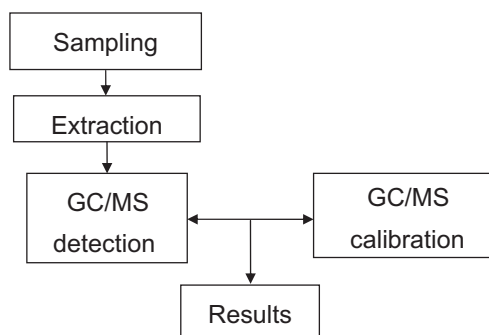 Sampling
Extraction
GC/MS
detection
GC/MS
calibration
Results